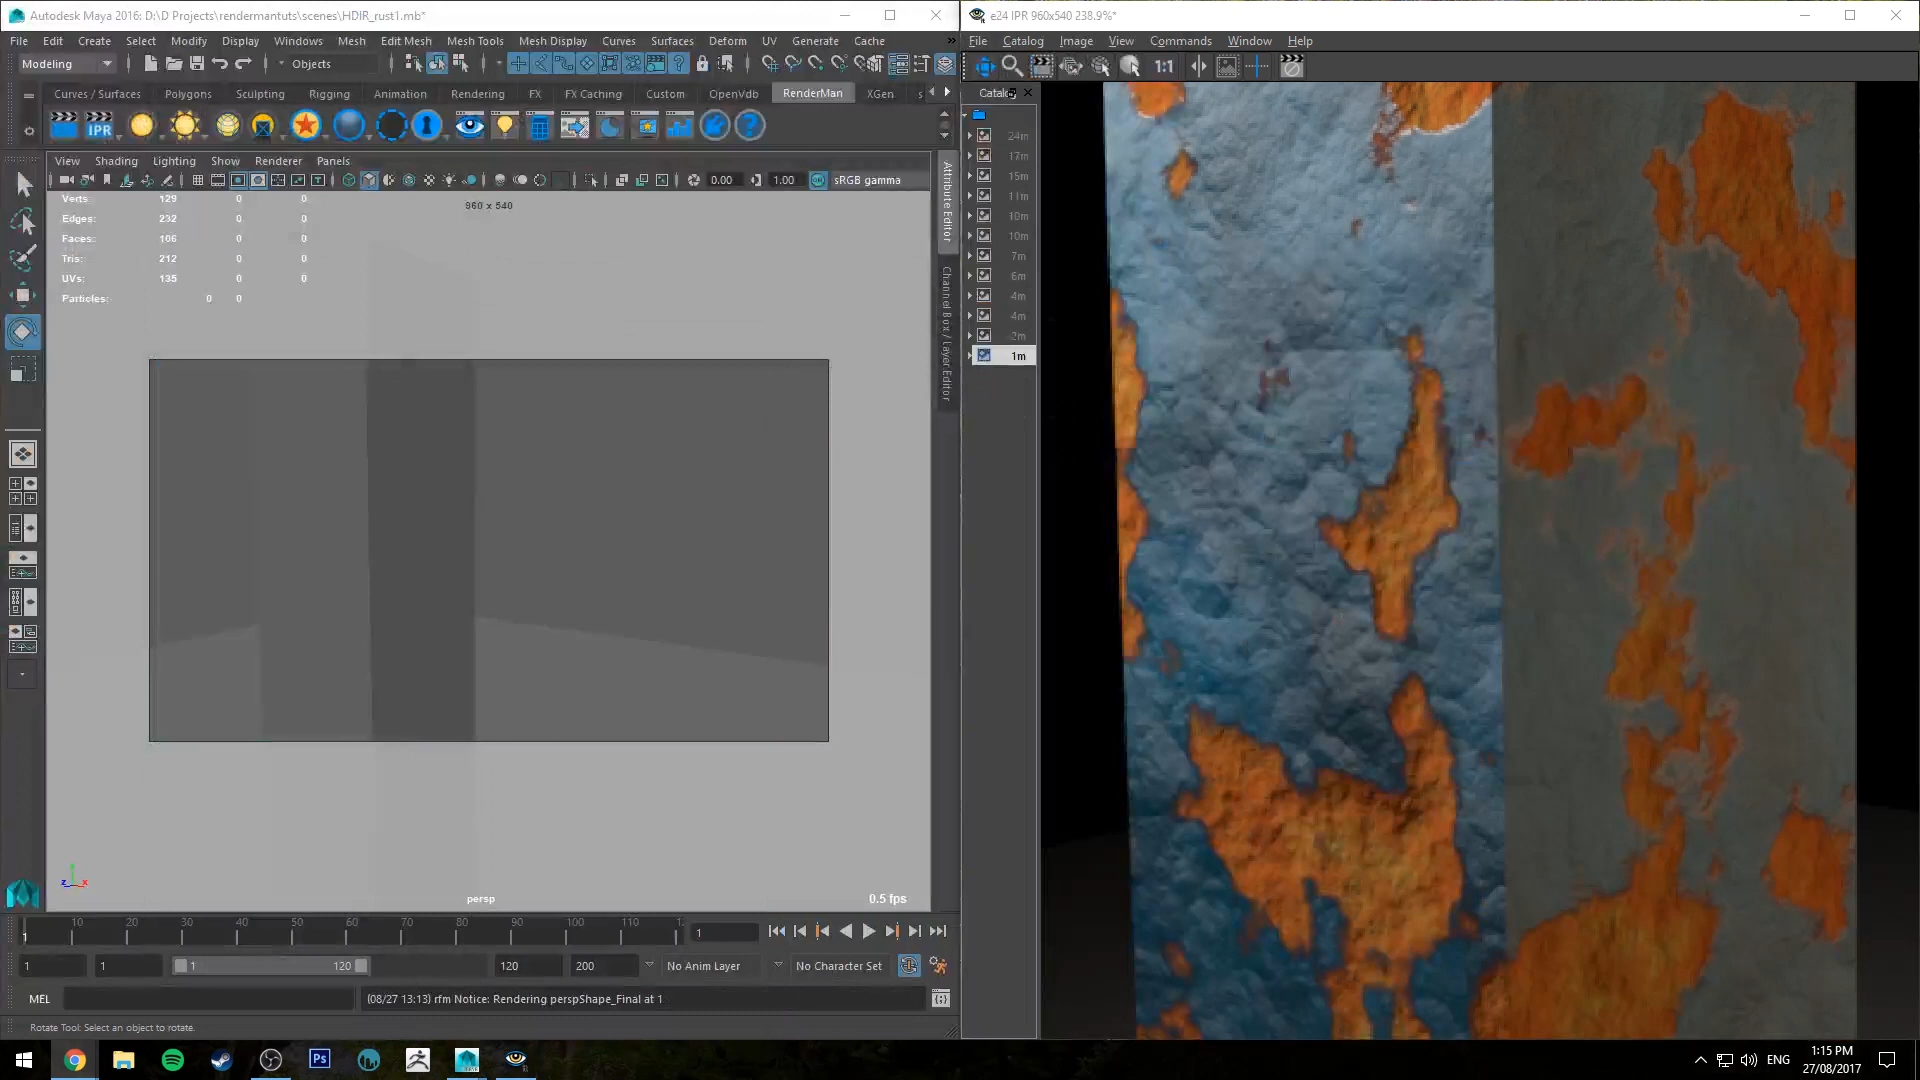 Autodesk Maya 2016: D:\D Projects\rendermantuts\scenes\HDIR_rust1.mb*
File Edit Create Select Modify Display Windows Mesh Edit Mesh Mesh Tools Mesh Display Curves Surfaces Deform UV Generate Cache »
Modeling Objects
Curves / Surfaces Polygons Sculpting Rigging Animation Rendering FX FX Caching Custom OpenVdb RenderMan XGen s
IPR
View Shading Lighting Show Renderer Panels
0.00 1.00 sRGB gamma
Verts 129 0 0
Edges: 232 0 0
Faces: 106 0 0
Tris: 212 0 0
UVs: 135 0 0
Particles: 0 0
960 x 540
persp
0.5 fps
Attribute Editor
Channel Box / Layer Editor
1 10 20 30 40 50 60 70 80 90 100 110 12
1
1 1 1 120 120 200 No Anim Layer No Character Set
MEL (08/27 13:13) rfm Notice: Rendering perspShape_Final at 1
Rotate Tool: Select an object to rotate.
e24 IPR 960x540 238.9%*
File Catalog Image View Commands Window Help
1:1
Catalog
24m
17m
15m
11m
10m
10m
7m
6m
4m
4m
2m
1m
Ps
ENG
1:15 PM
27/08/2017